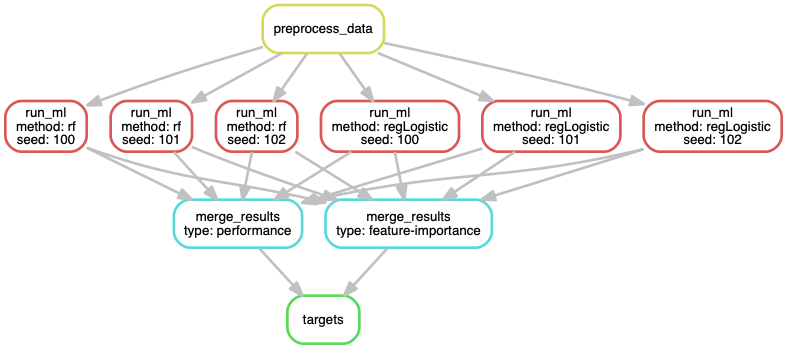 preprocess_data
run_ml
method: rf
seed: 100
run_ml
method: rf
seed: 101
run_ml
method: rf
seed: 102
run_ml
method: regLogistic
seed: 100
run_ml
method: regLogistic
seed: 101
run_ml
method: regLogistic
seed: 102
merge_results
type: performance
merge_results
type: feature-importance
targets